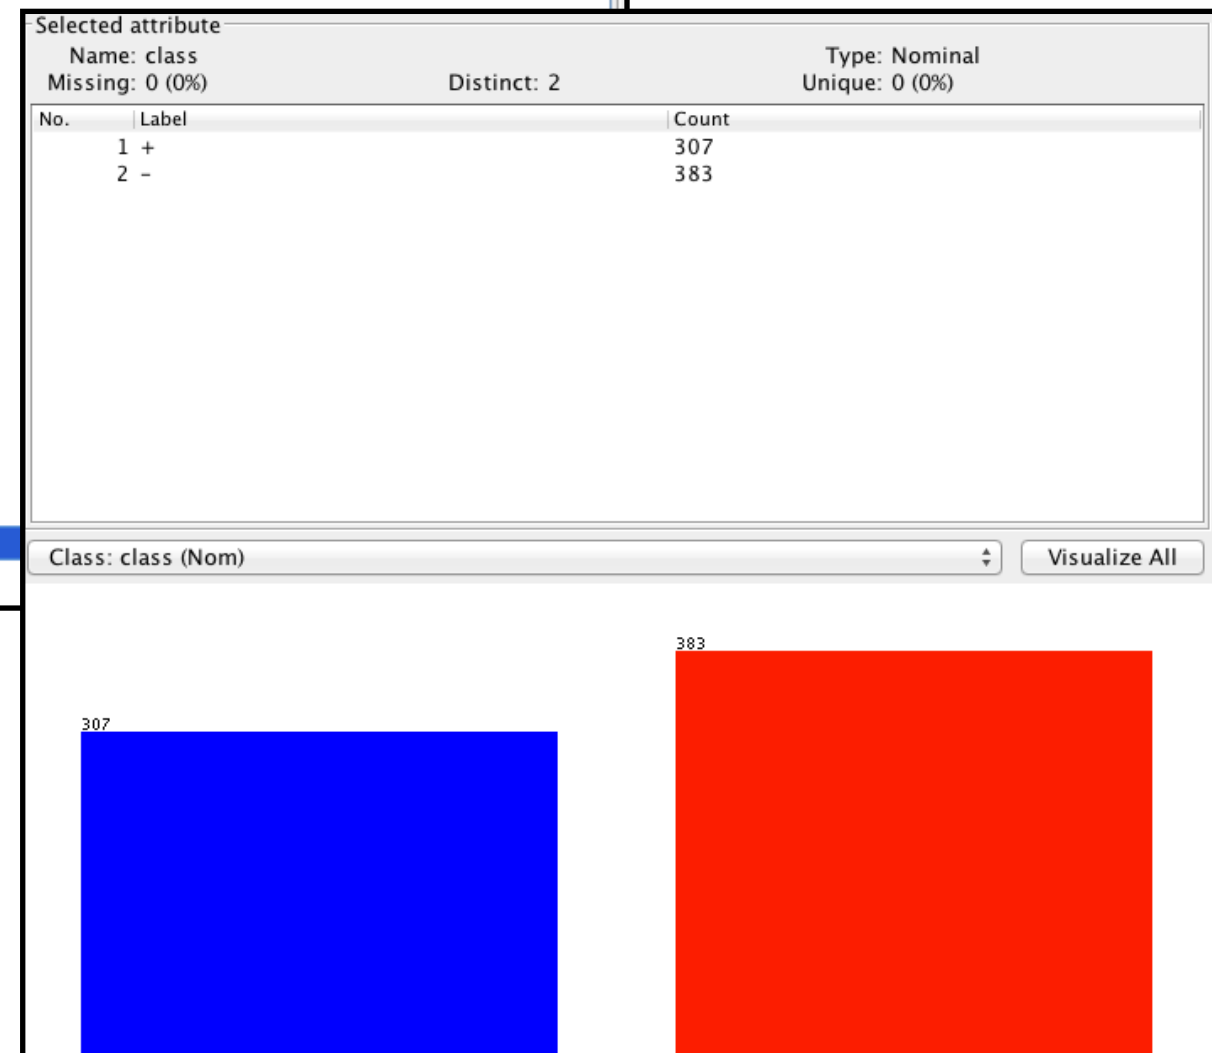 Selected attribute
Name: class Type: Nominal
Missing: 0 (0%) Distinct: 2 Unique: 0 (0%)
No. Label Count
1 + 307
2 - 383
Class: class (Nom) Visualize All
383
307